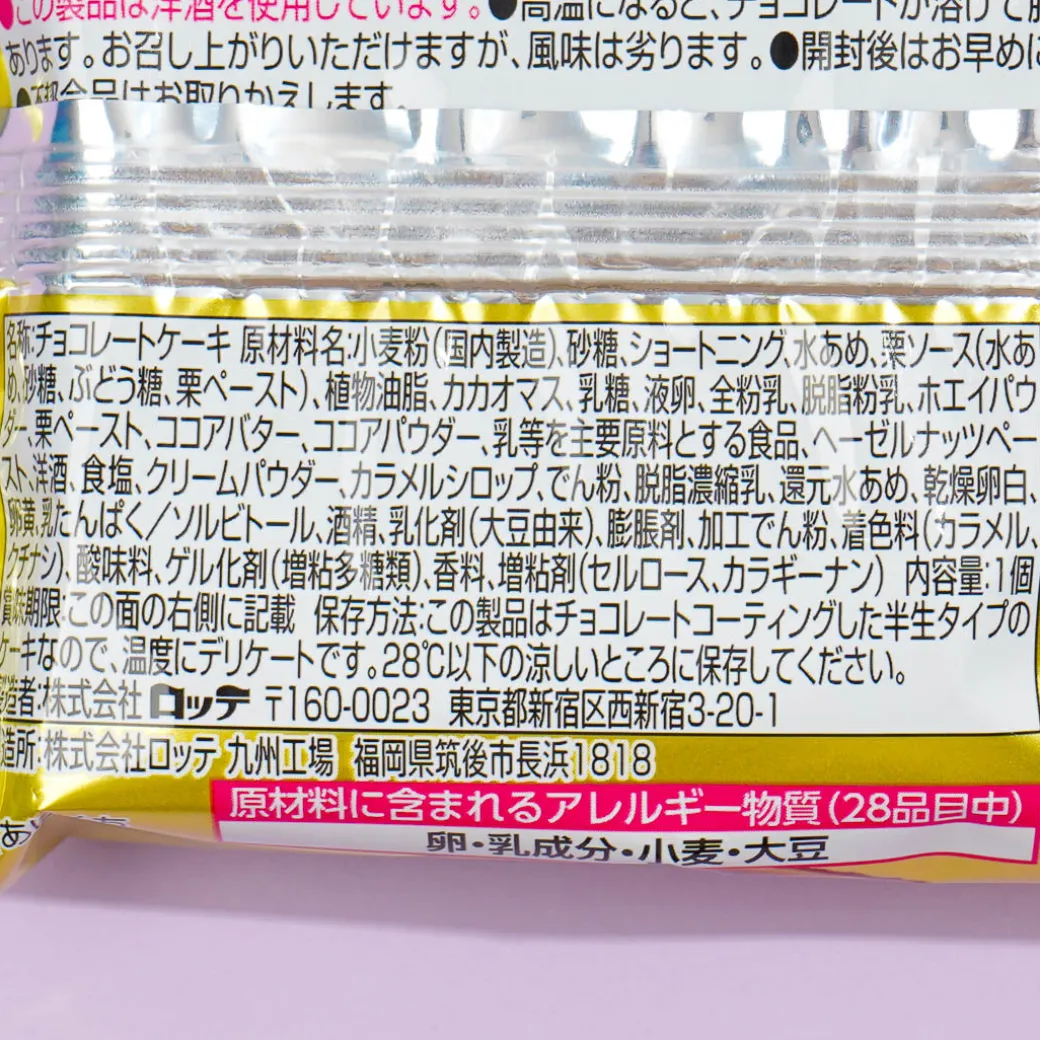 この製品は洋酒を使用しています。●高温になると、チョコレートが溶けて
あります。お召し上がりいただけますが、風味は劣ります。●開封後はお早めに
●不良食品はお取りかえします。
名称:チョコレートケーキ 原材料名:小麦粉(国内製造)、砂糖、ショートニング、水あめ、栗ソース(水あ
め、砂糖、ぶどう糖、栗ペースト)、植物油脂、カカオマス、乳糖、液卵、全粉乳、脱脂粉乳、ホエイパウ
ダー、栗ペースト、ココアバター、ココアパウダー、乳等を主要原料とする食品、ヘーゼルナッツペー
スト、洋酒、食塩、クリームパウダー、カラメルシロップ、でん粉、脱脂濃縮乳、還元水あめ、乾燥卵白、
卵黄、乳たんぱく/ソルビトール、酒精、乳化剤(大豆由来)、膨脹剤、加工でん粉、着色料(カラメル、
クチナシ)、酸味料、ゲル化剤(増粘多糖類)、香料、増粘剤(セルロース、カラギーナン) 内容量:1個
賞味期限:この面の右側に記載 保存方法:この製品はチョコレートコーティングした半生タイプの
ケーキなので、温度にデリケートです。28℃以下の涼しいところに保存してください。
製造者:株式会社 ロッテ 〒160-0023 東京都新宿区西新宿3-20-1
製造所:株式会社ロッテ 九州工場 福岡県筑後市長浜1818
原材料に含まれるアレルギー物質(28品目中)
卵・乳成分・小麦・大豆